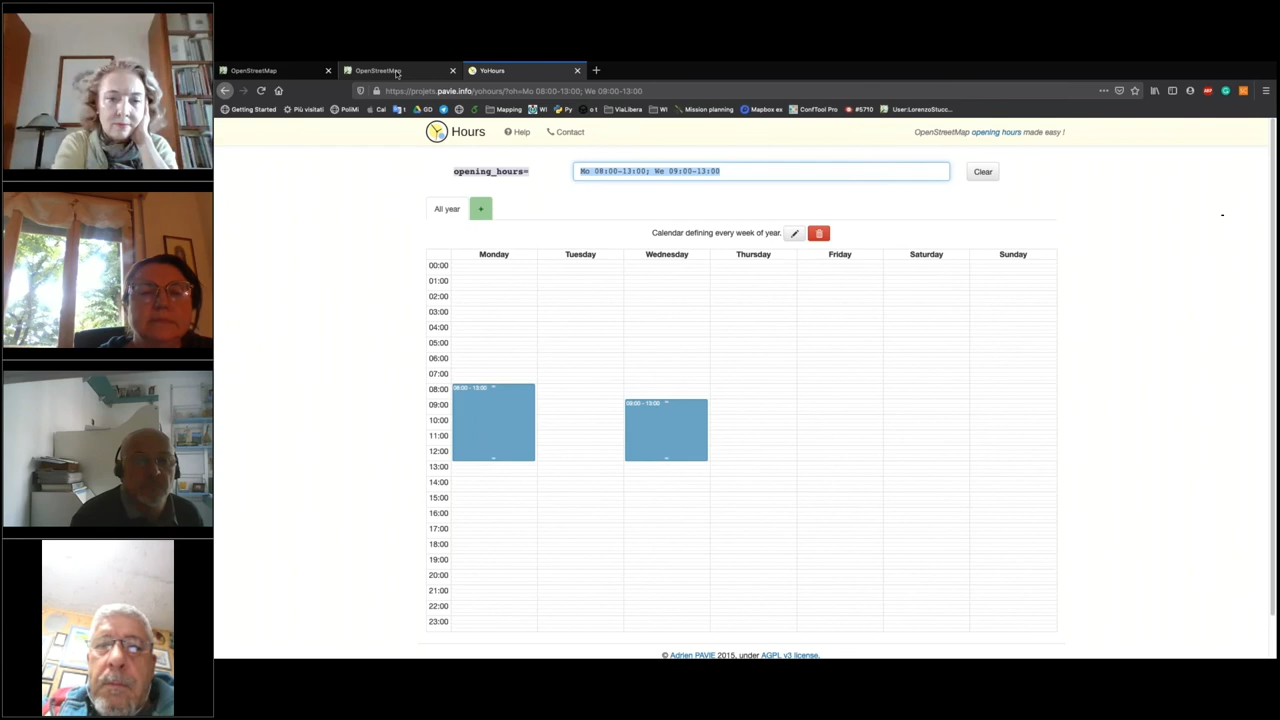 OpenStreetMap
OpenStreetMap
YoHours
https://projets.pavie.info/yohours/?oh=Mo 08:00-13:00; We 09:00-13:00
Getting Started
Più visitati
PoliMi
Cal
1
GD
Mapping
WI
Py
o t
ViaLibera
WI
Mission planning
Mapbox ex
ConfTool Pro
#5710
User:LorenzoStucc...
Hours
Help
Contact
OpenStreetMap opening hours made easy !
opening_hours=
Mo 08:00-13:00; We 09:00-13:00
Clear
All year
+
Calendar defining every week of year.
Monday Tuesday Wednesday Thursday Friday Saturday Sunday
00:00
01:00
02:00
03:00
04:00
05:00
06:00
07:00
08:00
08:00 - 13:00
09:00
09:00 - 13:00
10:00
11:00
12:00
13:00
14:00
15:00
16:00
17:00
18:00
19:00
20:00
21:00
22:00
23:00
© Adrien PAVIE 2015, under AGPL v3 license.